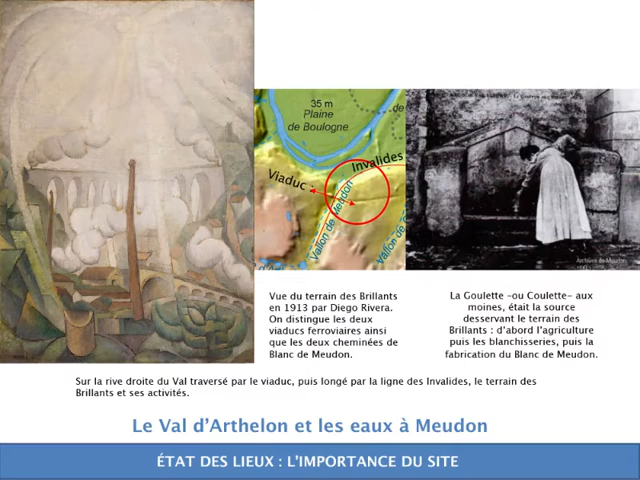 35 m
Plaine
de Boulogne
de
Invalides
Viaduc
Vallon de Meudon
Vallon de
Archives de Meudon
Vue du terrain des Brillants
en 1913 par Diego Rivera.
On distingue les deux
viaducs ferroviaires ainsi
que les deux cheminées de
Blanc de Meudon.
La Goulette -ou Coulette- aux
moines, était la source
desservant le terrain des
Brillants : d'abord l'agriculture
puis les blanchisseries, puis la
fabrication du Blanc de Meudon.
Sur la rive droite du Val traversé par le viaduc, puis longé par la ligne des Invalides, le terrain des
Brillants et ses activités.
Le Val d'Arthelon et les eaux à Meudon
ÉTAT DES LIEUX : L'IMPORTANCE DU SITE